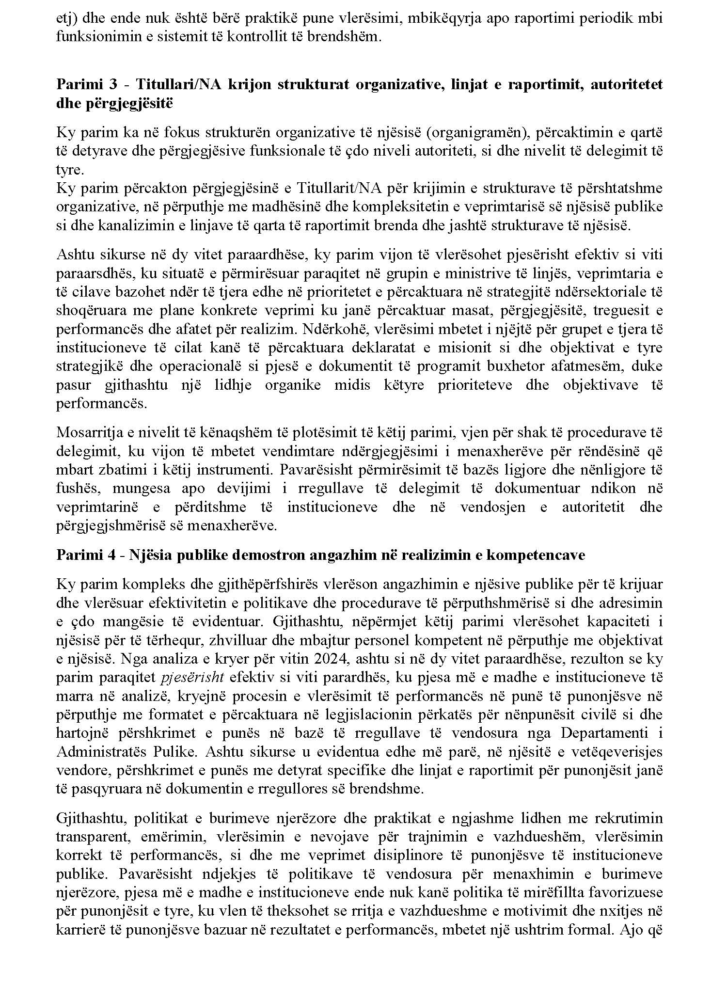 etj) dhe ende nuk është bërë praktikë pune vlerësimi, mbikëqyrja apo raportimi periodik mbi
funksionimin e sistemit të kontrollit të brendshëm.
Parimi 3 - Titullari/NA krijon strukturat organizative, linjat e raportimit, autoritetet
dhe përgjegjësitë
Ky parim ka në fokus strukturën organizative të njësisë (organigramën), përcaktimin e qartë
të detyrave dhe përgjegjësive funksionale të çdo niveli autoriteti, si dhe nivelit të delegimit të
tyre.
Ky parim përcakton përgjegjësinë e Titullarit/NA për krijimin e strukturave të përshtatshme
organizative, në përputhje me madhësinë dhe kompleksitetin e veprimtarisë së njësisë publike
si dhe kanalizimin e linjave të qarta të raportimit brenda dhe jashtë strukturave të njësisë.
Ashtu sikurse në dy vitet paraardhëse, ky parim vijon të vlerësohet pjesërisht efektiv si viti
paraarsdhës, ku situatë e përmirësuar paraqitet në grupin e ministrive të linjës, veprimtaria e
të cilave bazohet ndër të tjera edhe në prioritetet e përcaktuara në strategjitë ndërsektoriale të
shoqëruara me plane konkrete veprimi ku janë përcaktuar masat, përgjegjësitë, treguesit e
performancës dhe afatet për realizim. Ndërkohë, vlerësimi mbetet i njëjtë për grupet e tjera të
institucioneve të cilat kanë të përcaktuara deklaratat e misionit si dhe objektivat e tyre
strategjikë dhe operacionalë si pjesë e dokumentit të programit buxhetor afatmesëm, duke
pasur gjithashtu një lidhje organike midis këtyre prioriteteve dhe objektivave të
performancës.
Mosarritja e nivelit të kënaqshëm të plotësimit të këtij parimi, vjen për shak të procedurave të
delegimit, ku vijon të mbetet vendimtare ndërgjegjësimi i menaxherëve për rëndësinë që
mbart zbatimi i këtij instrumenti. Pavarësisht përmirësimit të bazës ligjore dhe nënligjore të
fushës, mungesa apo devijimi i rregullave të delegimit të dokumentuar ndikon në
veprimtarinë e përditshme të institucioneve dhe në vendosjen e autoritetit dhe
përgjegjshmërisë së menaxherëve.
Parimi 4 - Njësia publike demostron angazhim në realizimin e kompetencave
Ky parim kompleks dhe gjithëpërfshirës vlerëson angazhimin e njësive publike për të krijuar
dhe vlerësuar efektivitetin e politikave dhe procedurave të përputhshmërisë si dhe adresimin
e çdo mangësie të evidentuar. Gjithashtu, nëpërmjet këtij parimi vlerësohet kapaciteti i
njësisë për të tërhequr, zhvilluar dhe mbajtur personel kompetent në përputhje me objektivat
e njësisë. Nga analiza e kryer për vitin 2024, ashtu si në dy vitet paraardhëse, rezulton se ky
parim paraqitet pjesërisht efektiv si viti parardhës, ku pjesa më e madhe e institucioneve të
marra në analizë, kryejnë procesin e vlerësimit të performancës në punë të punonjësve në
përputhje me formatet e përcaktuara në legjislacionin përkatës për nënpunësit civilë si dhe
hartojnë përshkrimet e punës në bazë të rregullave të vendosura nga Departamenti i
Administratës Pulike. Ashtu sikurse u evidentua edhe më parë, në njësitë e vetëqeverisjes
vendore, përshkrimet e punës me detyrat specifike dhe linjat e raportimit për punonjësit janë
të pasqyruara në dokumentin e rregullores së brendshme.
Gjithashtu, politikat e burimeve njerëzore dhe praktikat e ngjashme lidhen me rekrutimin
transparent, emërimin, vlerësimin e nevojave për trajnimin e vazhdueshëm, vlerësimin
korrekt të performancës, si dhe me veprimet disiplinore të punonjësve të institucioneve
publike. Pavarësisht ndjekjes të politikave të vendosura për menaxhimin e burimeve
njerëzore, pjesa më e madhe e institucioneve ende nuk kanë politika të mirëfillta favorizuese
për punonjësit e tyre, ku vlen të theksohet se rritja e vazhdueshme e motivimit dhe nxitjes në
karrierë të punonjësve bazuar në rezultatet e performancës, mbetet një ushtrim formal. Ajo që